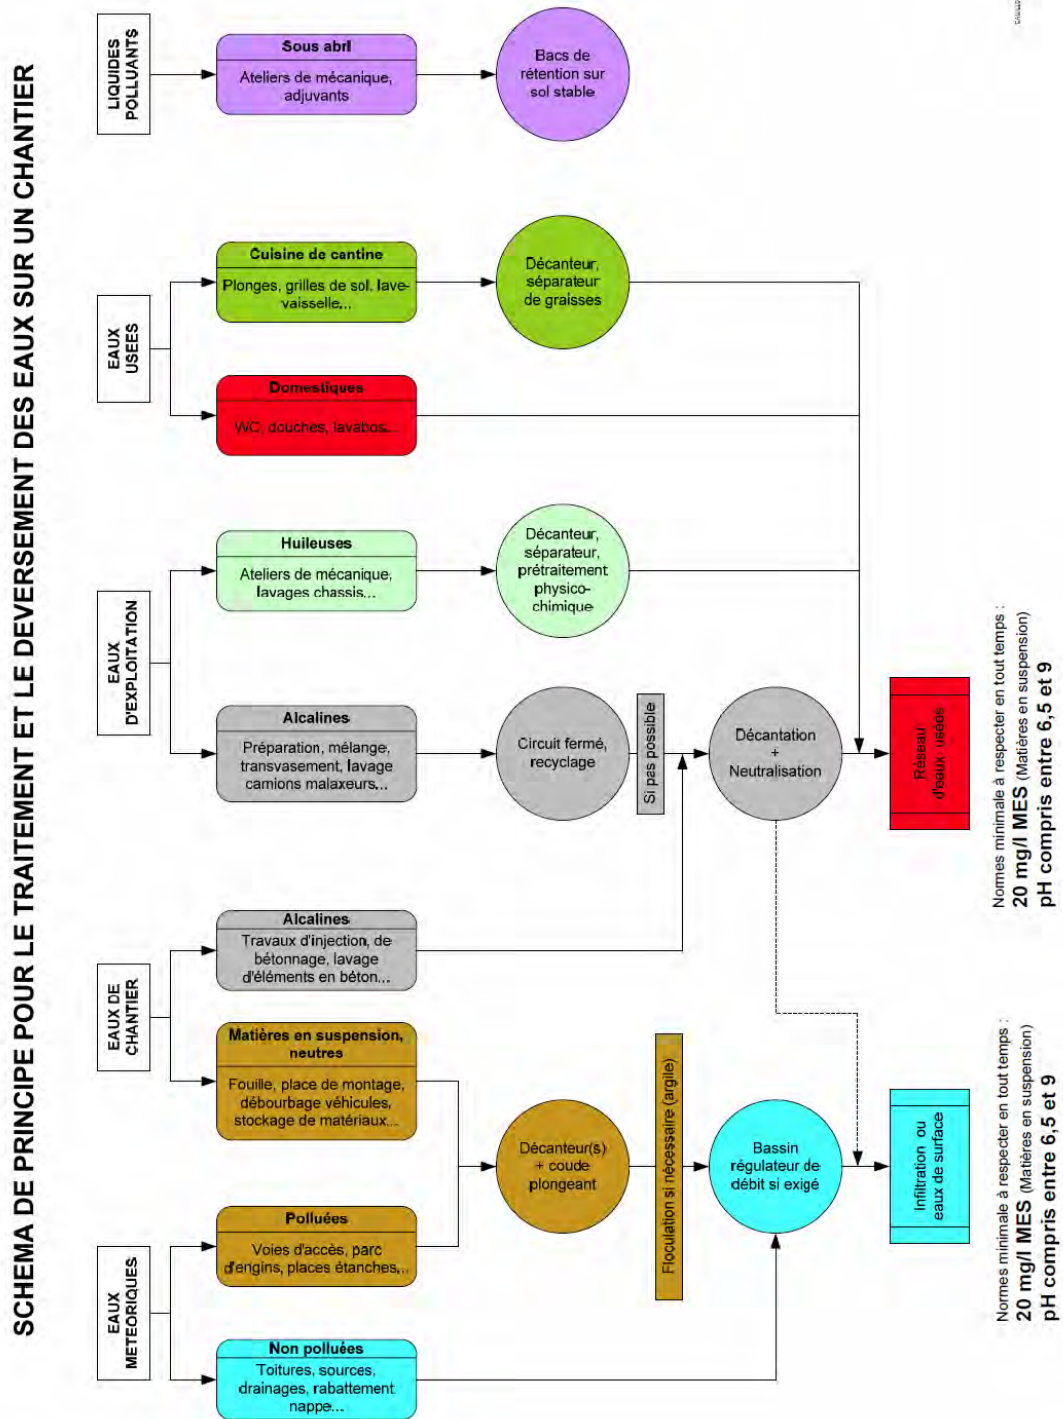 SCHEMA DE PRINCIPE POUR LE TRAITEMENT ET LE DEVERSEMENT DES EAUX SUR UN CHANTIER
LIQUIDES
POLLUANTS
Sous abri
Ateliers de mécanique,
adjuvants
Bacs de
rétention sur
sol stable
EAUX
USEES
Cuisine de cantine
Plonges, grilles de sol, lave-
vaisselle...
Décanteur,
séparateur
de graisses
Domestiques
WC, douches, lavabos...
EAUX
D'EXPLOITATION
Huileuses
Ateliers de mécanique,
lavages chassis...
Décanteur,
séparateur,
prétraitement
physico-
chimique
Alcalines
Préparation, mélange,
transvasement, lavage
camions malaxeurs...
Circuit fermé,
recyclage
Si pas possible
Décantation
+
Neutralisation
Réseau
d'eaux usées
Normes minimale à respecter en tout temps :
20 mg/l MES (Matières en suspension)
pH compris entre 6,5 et 9
EAUX DE
CHANTIER
Alcalines
Travaux d'injection, de
bétonnage, lavage
d'éléments en béton...
Matières en suspension,
neutres
Fouille, place de montage,
débourbage véhicules,
stockage de matériaux...
Décanteur(s)
+ coude
plongeant
Floculation si nécessaire (argile)
Bassin
régulateur de
débit si exigé
Infiltration ou
eaux de surface
Normes minimale à respecter en tout temps :
20 mg/l MES (Matières en suspension)
pH compris entre 6,5 et 9
EAUX
METEORIQUES
Polluées
Voies d'accès, parc
d'engins, places étanches...
Non polluées
Toitures, sources,
drainages, rabattement
nappe...